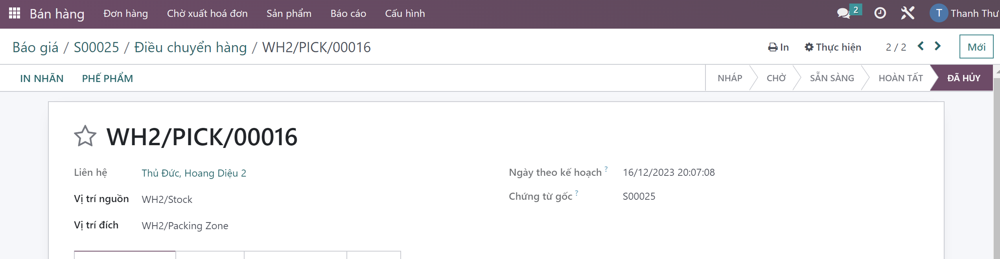 Bán hàng Đơn hàng Chờ xuất hoá đơn Sản phẩm Báo cáo Cấu hình 2 T Thanh Thư
Báo giá / S00025 / Điều chuyển hàng / WH2/PICK/00016 In Thực hiện 2 / 2 Mới
IN NHÃN PHẾ PHẨM NHÁP CHỜ SẴN SÀNG HOÀN TẤT ĐÃ HỦY
WH2/PICK/00016
Liên hệ Thủ Đức, Hoang Diệu 2 Ngày theo kế hoạch ? 16/12/2023 20:07:08
Vị trí nguồn WH2/Stock Chứng từ gốc ? S00025
Vị trí đích WH2/Packing Zone